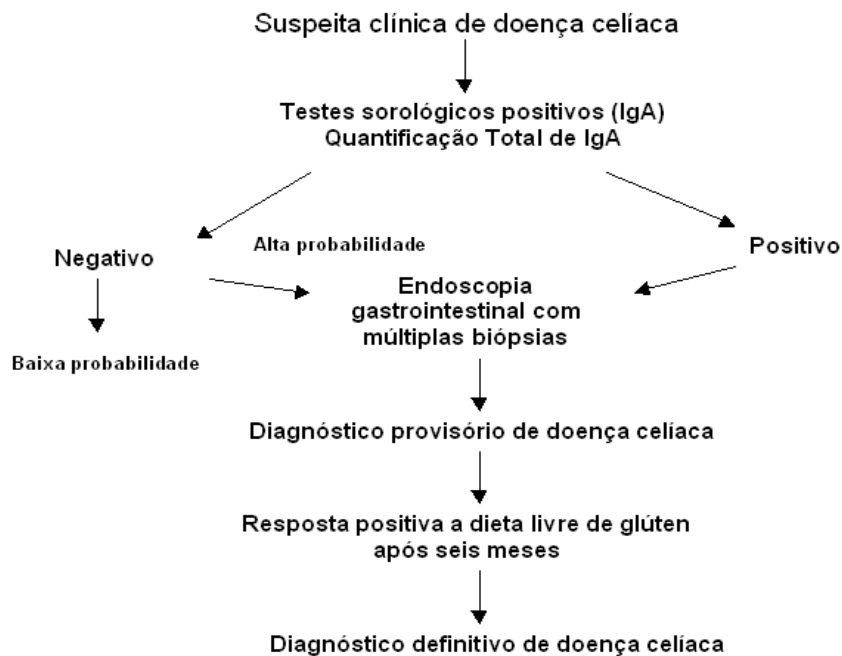 Suspeita clínica de doença celíaca
Testes sorológicos positivos (IgA)
Quantificação Total de IgA
Negativo
Alta probabilidade
Positivo
Endoscopia
gastrointestinal com
múltiplas biópsias
Baixa probabilidade
Diagnóstico provisório de doença celíaca
Resposta positiva a dieta livre de glúten
após seis meses
Diagnóstico definitivo de doença celíaca